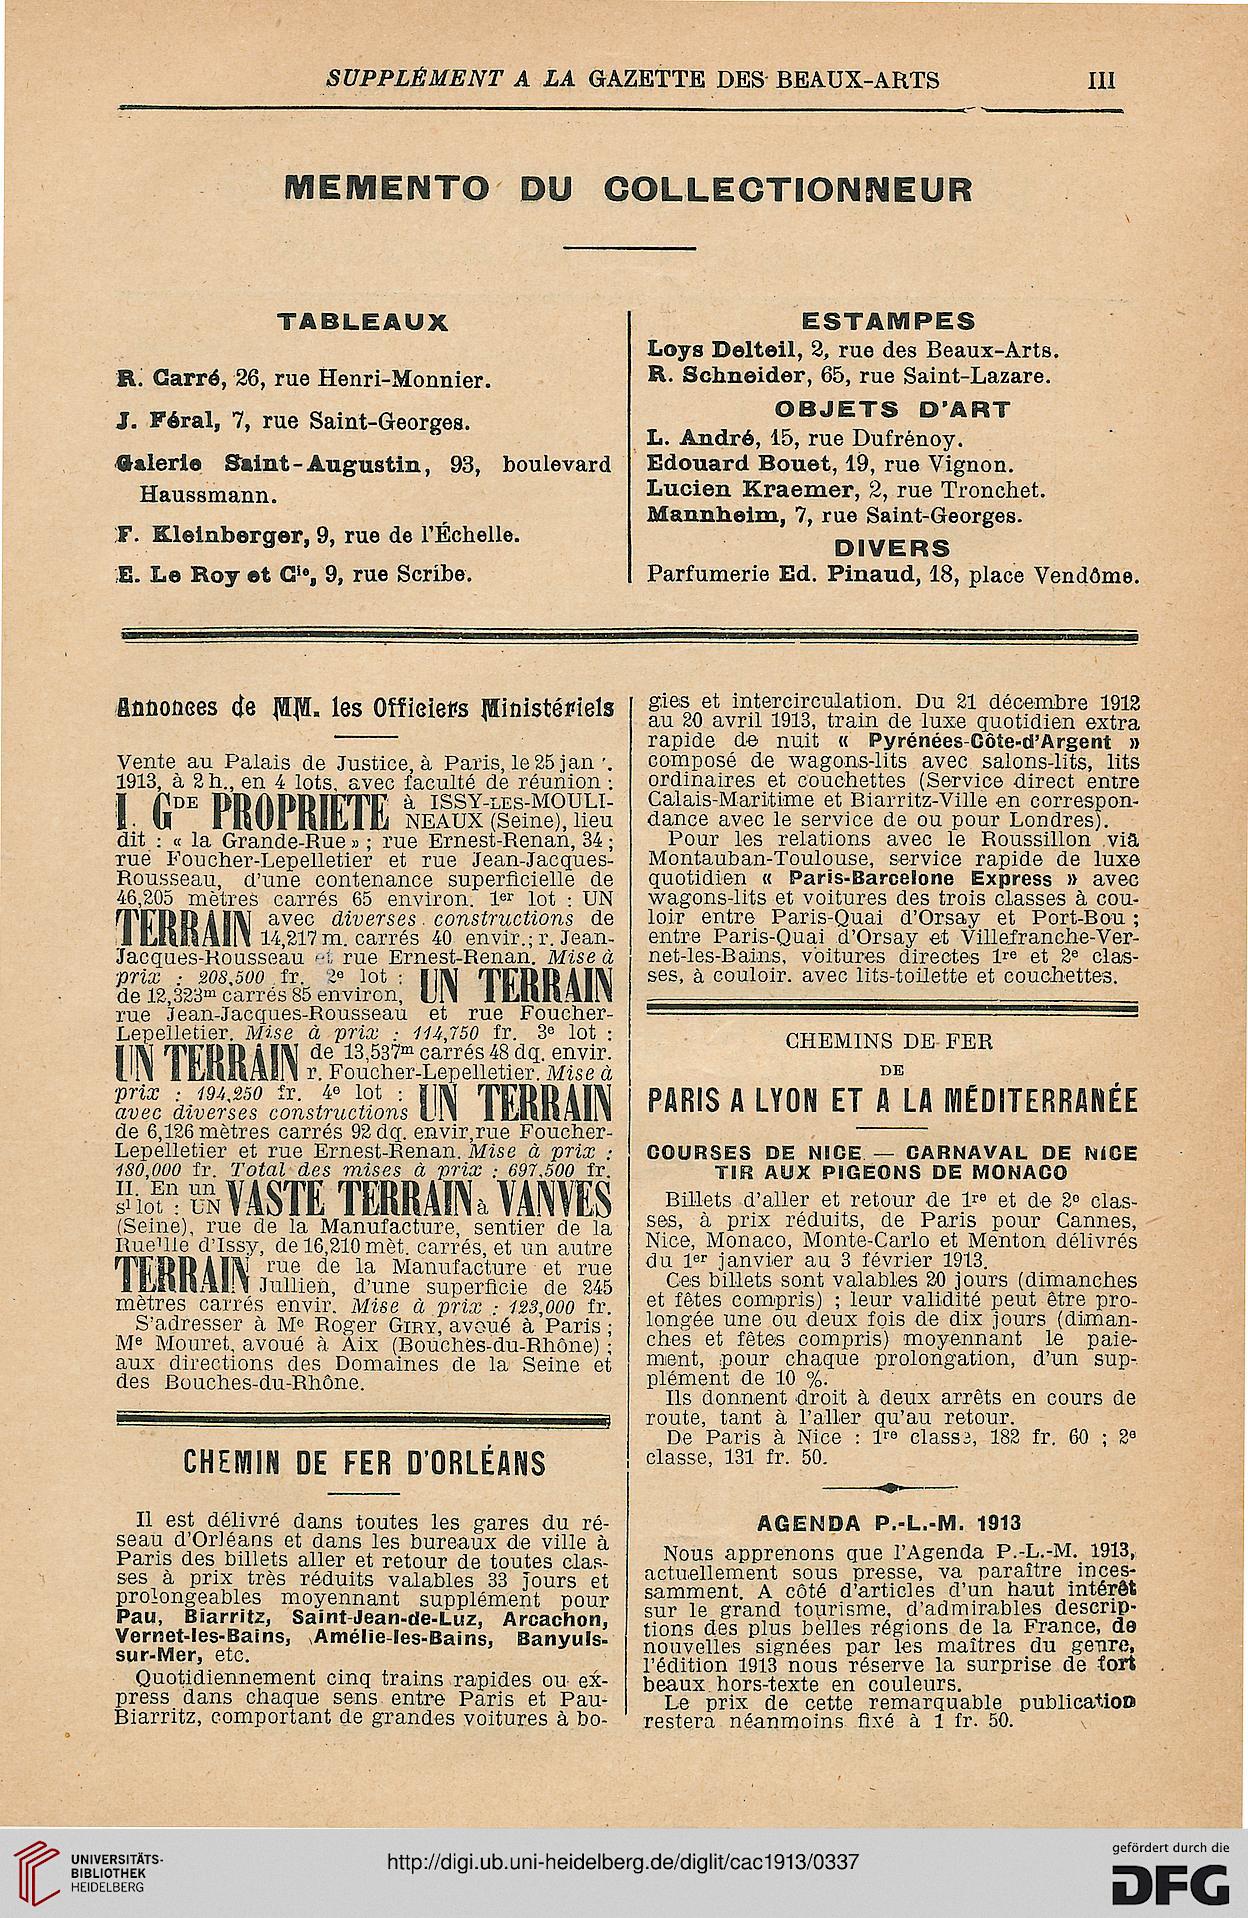 SUPPLÉMENT A LA GAZETTE DES BEAUX-ARTS III
MEMENTO DU COLLECTIONNEUR
TABLEAUX
R. Carré, 26, rue Henri-Monnier.
J. Féral, 7, rue Saint-Georges.
Galerie Saint-Augustin, 93, boulevard
Haussmann.
F. Kleinberger, 9, rue de l'Échelle.
E. Le Roy et Cie, 9, rue Scribe.
ESTAMPES
Loys Delteil, 2, rue des Beaux-Arts.
R. Schneider, 65, rue Saint-Lazare.
OBJETS D'ART
L. André, 15, rue Dufrénoy.
Edouard Bouet, 19, rue Vignon.
Lucien Kraemer, 2, rue Tronchet.
Mannheim, 7, rue Saint-Georges.
DIVERS
Parfumerie Ed. Pinaud, 18, place Vendôme.
Annonces de MM. les Officiers Ministériels
Vente au Palais de Justice, à Paris, le 25 jan.
1913, à 2 h., en 4 lots, avec faculté de réunion :
I. GDE PROPRIETE à ISSY-LES-MOULI-
NEAUX (Seine), lieu
dit : « la Grande-Rue » ; rue Ernest-Renan, 34 ;
rue Foucher-Lepelletier et rue Jean-Jacques-
Rousseau, d'une contenance superficielle de
46,205 mètres carrés 65 environ. 1er lot : UN
TERRAIN avec diverses constructions de
14,217 m. carrés 40 envir.; r. Jean-
Jacques-Rousseau et rue Ernest-Renan. Mise à
prix : 208,500 fr. 2e lot : UN TERRAIN
de 12,323m carrés 85 environ,
rue Jean-Jacques-Rousseau et rue Foucher-
Lepelletier. Mise à prix : 114,750 fr. 3e lot :
UN TERRAIN de 13,537m carrés 48 dq. envir.
r. Foucher-Lepelletier. Mise à
prix : 194,250 fr. 4e lot : UN TERRAIN
avec diverses constructions
de 6,126 mètres carrés 92 dq. envir, rue Foucher-
Lepelletier et rue Ernest-Renan. Mise à prix :
180,000 fr. Total des mises à prix : 697,500 fr.
II. En un
sl lot : UN VASTE TERRAIN à VANVES
(Seine), rue de la Manufacture, sentier de la
Ruelle d'Issy, de 16,210 mèt. carrés, et un autre
TERRAIN rue de la Manufacture et rue
Jullien, d'une superficie de 245
mètres carrés envir. Mise à prix : 123,000 fr.
S'adresser à Me Roger GIRY, avoué à Paris ;
Me Mouret, avoué à Aix (Bouches-du-Rhône) ;
aux directions des Domaines de la Seine et
des Bouches-du-Rhône.
CHEMIN DE FER D'ORLÉANS
Il est délivré dans toutes les gares du ré-
seau d'Orléans et dans les bureaux de ville à
Paris des billets aller et retour de toutes clas-
ses à prix très réduits valables 33 jours et
prolongeables moyennant supplément pour
Pau, Biarritz, Saint-Jean-de-Luz, Arcachon,
Vernet-les-Bains, Amélie-les-Bains, Banyuls-
sur-Mer, etc.
Quotidiennement cinq trains rapides ou ex-
press dans chaque sens entre Paris et Pau-
Biarritz, comportant de grandes voitures à bo-
gies et intercirculation. Du 21 décembre 1912
au 20 avril 1913, train de luxe quotidien extra
rapide de nuit « Pyrénées-Côte-d'Argent »
composé de wagons-lits avec salons-lits, lits
ordinaires et couchettes (Service direct entre
Calais-Maritime et Biarritz-Ville en correspon-
dance avec le service de ou pour Londres).
Pour les relations avec le Roussillon viâ
Montauban-Toulouse, service rapide de luxe
quotidien « Paris-Barcelone Express » avec
wagons-lits et voitures des trois classes à cou-
loir entre Paris-Quai d'Orsay et Port-Bou ;
entre Paris-Quai d'Orsay et Villefranche-Ver-
net-les-Bains, voitures directes 1re et 2e clas-
ses, à couloir. avec lits-toilette et couchettes.
CHEMINS DE FER
DE
PARIS A LYON ET A LA MÉDITERRANÉE
COURSES DE NICE — CARNAVAL DE NICE
TIR AUX PIGEONS DE MONACO
Billets d'aller et retour de 1re et de 2e clas-
ses, à prix réduits, de Paris pour Cannes,
Nice, Monaco, Monte-Carlo et Menton délivrés
du 1er janvier au 3 février 1913.
Ces billets sont valables 20 jours (dimanches
et fêtes compris) ; leur validité peut être pro-
longée une ou deux fois de dix jours (diman-
ches et fêtes compris) moyennant le paie-
ment, pour chaque prolongation, d'un sup-
plément de 10 %.
Ils donnent droit à deux arrêts en cours de
route, tant à l'aller qu'au retour.
De Paris à Nice : 1re classe, 182 fr. 60 ; 2e
classe, 131 fr. 50.
AGENDA P.-L.-M. 1913
Nous apprenons que l'Agenda P.-L.-M. 1913,
actuellement sous presse, va paraître inces-
samment. A côté d'articles d'un haut intérêt
sur le grand tourisme, d'admirables descrip-
tions des plus belles régions de la France, de
nouvelles signées par les maîtres du genre,
l'édition 1913 nous réserve la surprise de fort
beaux hors-texte en couleurs.
Le prix de cette remarquable publication
restera néanmoins fixé à 1 fr. 50.
UNIVERSITÄTS-
BIBLIOTHEK
HEIDELBERG
http://digi.ub.uni-heidelberg.de/diglit/cac1913/0337
gefördert durch die
DFG